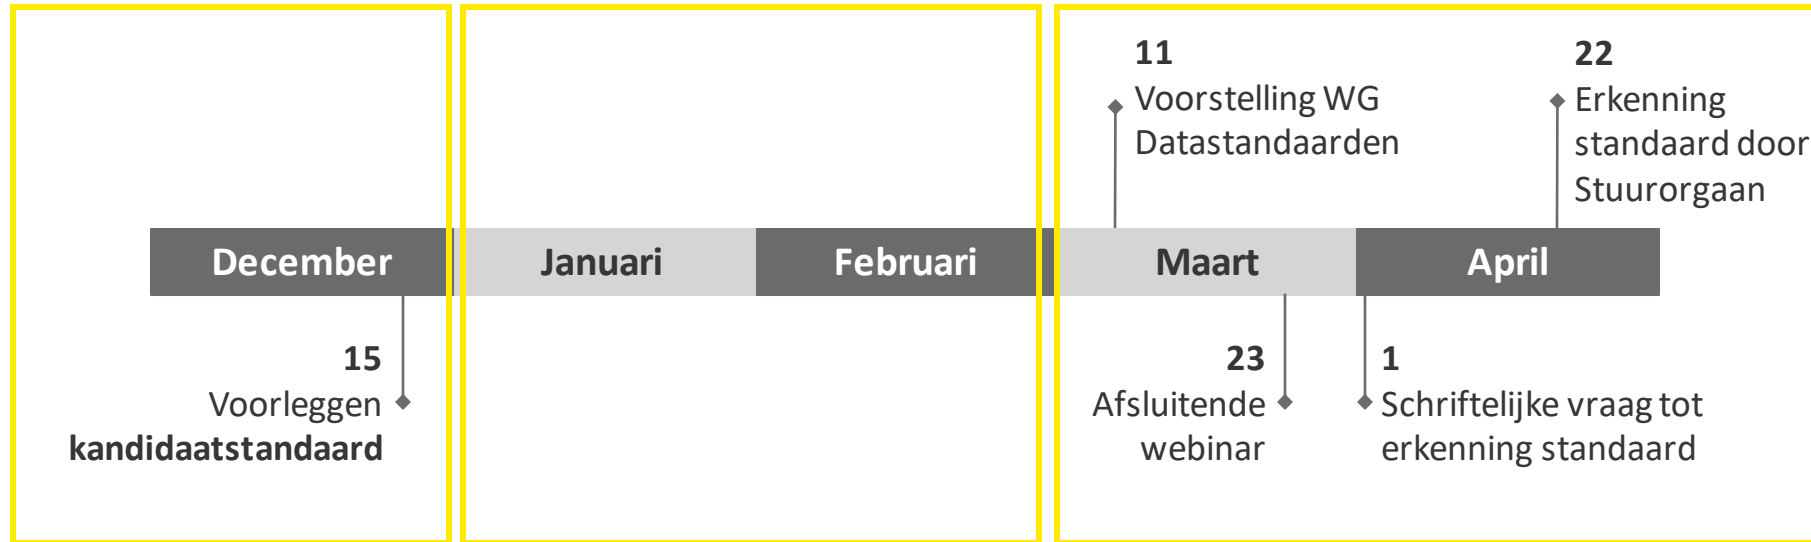 11
Voorstelling WG
Datastandaarden
22
Erkenning
standaard door
Stuurorgaan
December
Januari
Februari
Maart
April
15
Voorleggen
kandidaatstandaard
23
Afsluitende
webinar
1
Schriftelijke vraag tot
erkenning standaard